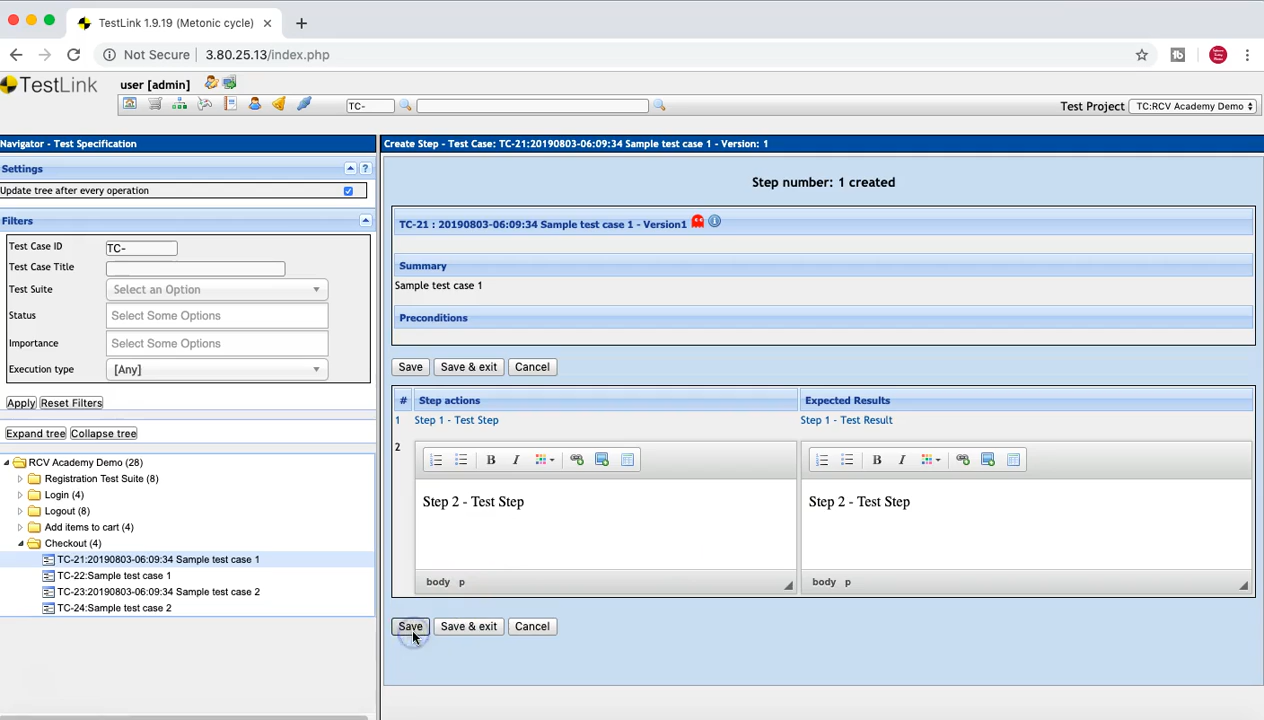 TestLink 1.9.19 (Metonic cycle)
Not Secure 3.80.25.13/index.php
TestLink user [admin]
TC- Test Project TC:RCV Academy Demo
Navigator - Test Specification
Settings ?
Update tree after every operation
Filters
Test Case ID TC-
Test Case Title
Test Suite Select an Option
Status Select Some Options
Importance Select Some Options
Execution type [Any]
Apply Reset Filters
Expand tree Collapse tree
RCV Academy Demo (28)
Registration Test Suite (8)
Login (4)
Logout (8)
Add items to cart (4)
Checkout (4)
TC-21:20190803-06:09:34 Sample test case 1
TC-22:Sample test case 1
TC-23:20190803-06:09:34 Sample test case 2
TC-24:Sample test case 2
Create Step - Test Case: TC-21:20190803-06:09:34 Sample test case 1 - Version: 1
Step number: 1 created
TC-21 : 20190803-06:09:34 Sample test case 1 - Version1
Summary
Sample test case 1
Preconditions
Save Save & exit Cancel
# Step actions Expected Results
1 Step 1 - Test Step Step 1 - Test Result
2
B I B I
Step 2 - Test Step Step 2 - Test Step
body p body p
Save Save & exit Cancel